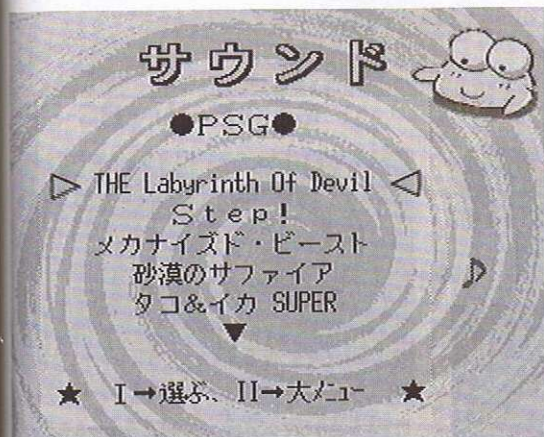 サウンド
●PSG●
▷ THE Labyrinth Of Devil ◁
Step!
メカナイズド・ビースト
砂漠のサファイア
タコ&イカ SUPER
▼
★ I→選ぶ、II→大メニュー ★